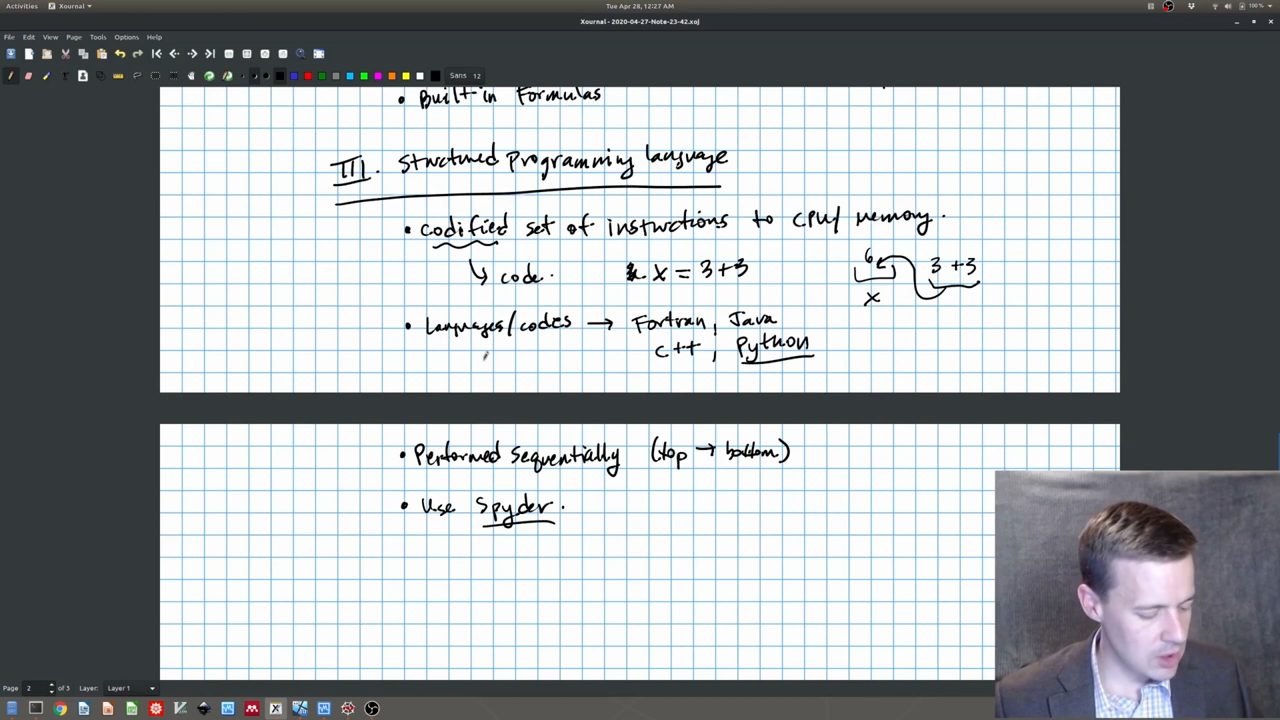 Activities Xournal Tue Apr 28, 12:27 AM 100 %
Xournal - 2020-04-27-Note-23-42.xoj
File Edit View Page Tools Options Help
Sans 12
• Built-in Formulas
III. Structured Programming language
• codified set of instructions to CPU/ Memory.
↳ code. x = 3+3 6 3 +3
x
• Languages/codes → Fortran, Java
C++, Python
• Performed Sequentially (top → bottom)
• Use Spyder.
Page 2 of 3 Layer: Layer 1